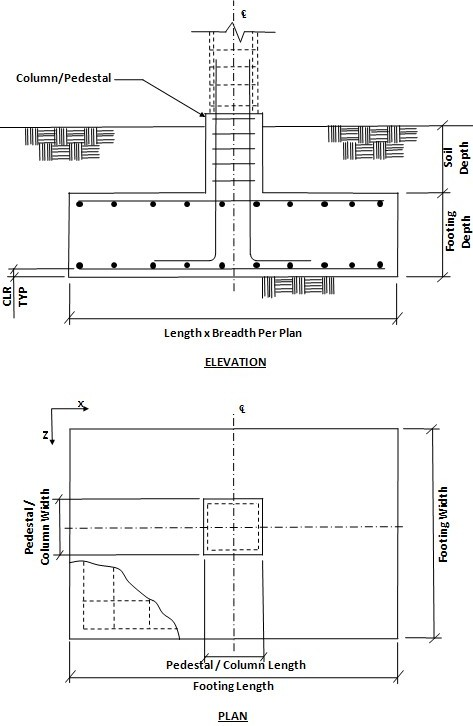 ℄
Column/Pedestal
Soil
Depth
Footing
Depth
CLR
TYP
Length x Breadth Per Plan
ELEVATION
X
Z
℄
Pedestal /
Column Width
Footing Width
Pedestal / Column Length
Footing Length
PLAN